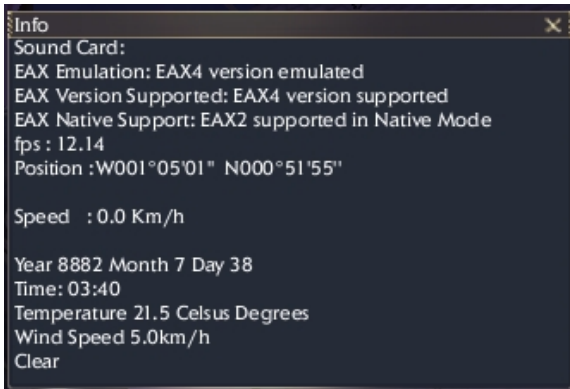 Info
Sound Card:
EAX Emulation: EAX4 version emulated
EAX Version Supported: EAX4 version supported
EAX Native Support: EAX2 supported in Native Mode
fps : 12.14
Position :W001°05'01" N000°51'55"
Speed : 0.0 Km/h
Year 8882 Month 7 Day 38
Time: 03:40
Temperature 21.5 Celsus Degrees
Wind Speed 5.0km/h
Clear